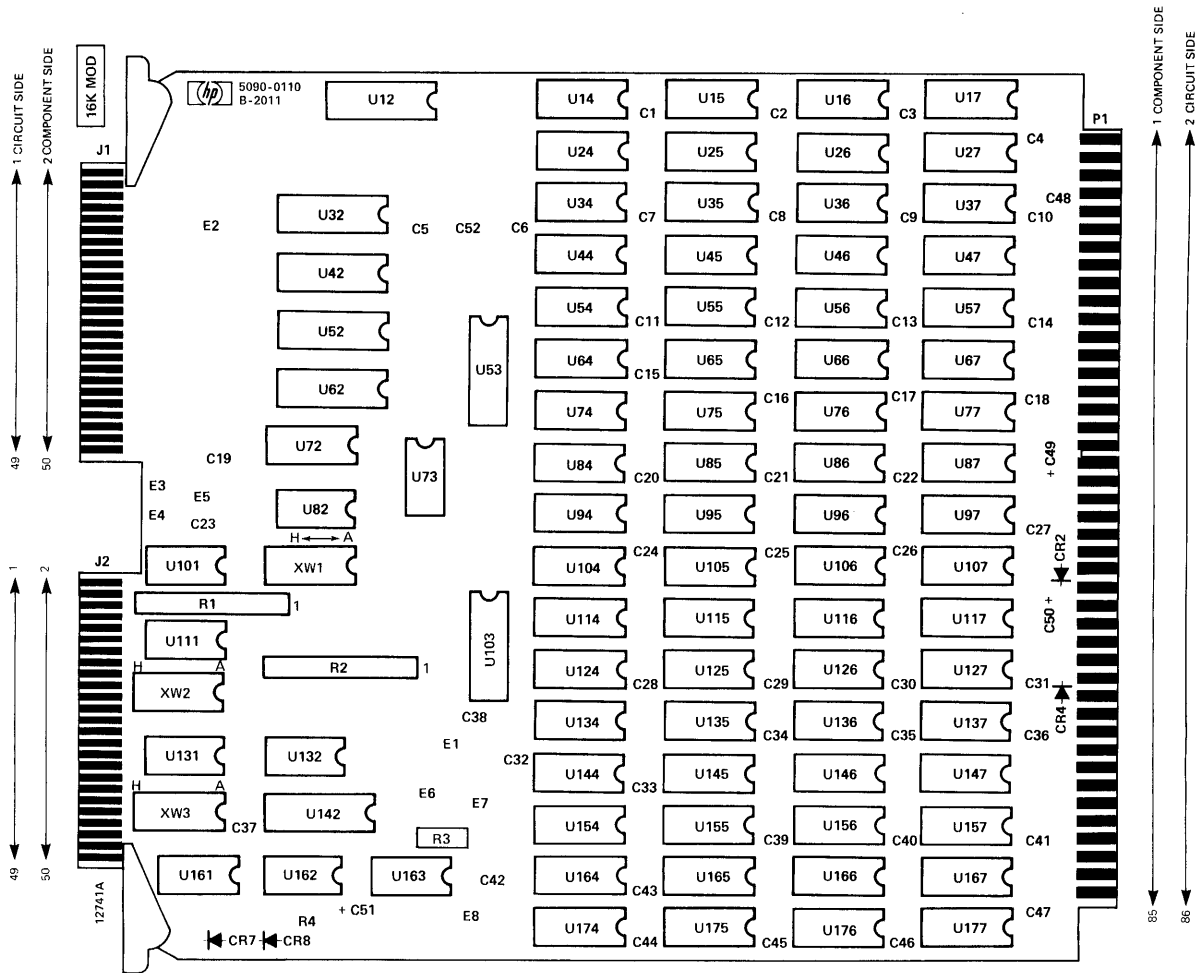 1 CIRCUIT SIDE
2 COMPONENT SIDE
16K MOD
hp
5090-0110
B-2011
U12
U14 C1 U15 C2 U16 C3 U17
1 COMPONENT SIDE
2 CIRCUIT SIDE
J1
P1
U24 U25 U26 U27 C4
E2 U32 C5 C52 C6 U34 C7 U35 C8 U36 C9 U37 C10 C48
U42 U44 U45 U46 U47
U52 U53 U54 C11 U55 C12 U56 C13 U57 C14
U62 U64 C15 U65 U66 U67
U74 U75 C16 U76 C17 U77 C18
49 50 C19 U72 U73 U84 C20 U85 C21 U86 C22 U87 + C49
E3 E5 E4 C23 U82 U94 U95 U96 U97 C27
H A
J2
1 2 U101 XW1 U104 C24 U105 C25 U106 C26 U107 CR2
R1 1 U103 U114 U115 U116 U117 C50 +
U111 R2 1
H A
XW2 U124 C28 U125 C29 U126 C30 U127 C31 CR4
C38 U134 U135 C34 U136 C35 U137 C36
U131 U132 E1 C32 U144 C33 U145 U146 U147
H A
XW3 C37 U142 E6 E7 R3 U154 U155 C39 U156 C40 U157 C41
49 50 U161 U162 U163 C42 U164 C43 U165 U166 U167
12741A
R4 + C51 E8 U174 C44 U175 C45 U176 C46 U177 C47
85 86
CR7 CR8